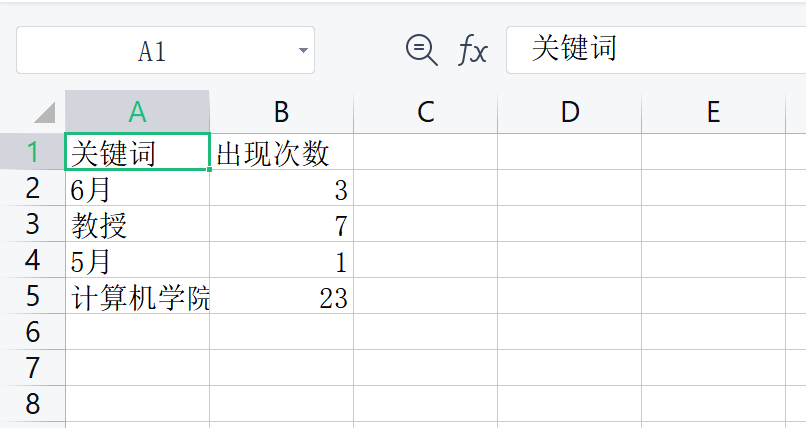 A1 fx 关键词
A B C D E
1 关键词 出现次数
2 6月 3
3 教授 7
4 5月 1
5 计算机学院 23
6
7
8